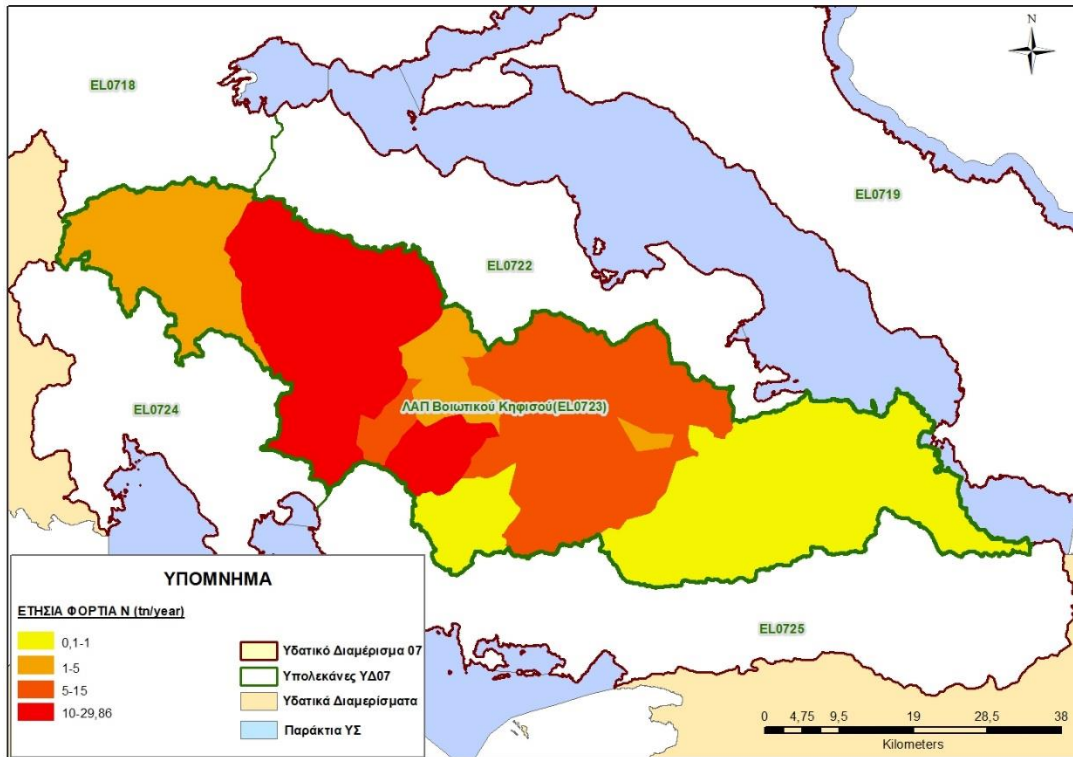 N
EL0718
EL0719
EL0722
ΛΑΠ Βοιωτικού Κηφισού(EL0723)
EL0724
EL0725
ΥΠΟΜΝΗΜΑ
ΕΤΗΣΙΑ ΦΟΡΤΙΑ Ν (tn/year)
0,1-1
1-5
5-15
10-29,86
Υδατικό Διαμέρισμα 07
Υπολεκάνες ΥΔ07
Υδατικά Διαμερίσματα
Παράκτια ΥΣ
0 4,75 9,5 19 28,5 38
Kilometers